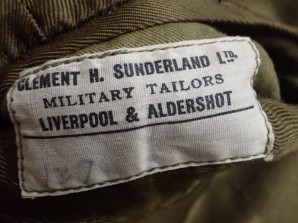 CLEMENT H. SUNDERLAND LTD.
MILITARY TAILORS
LIVERPOOL & ALDERSHOT